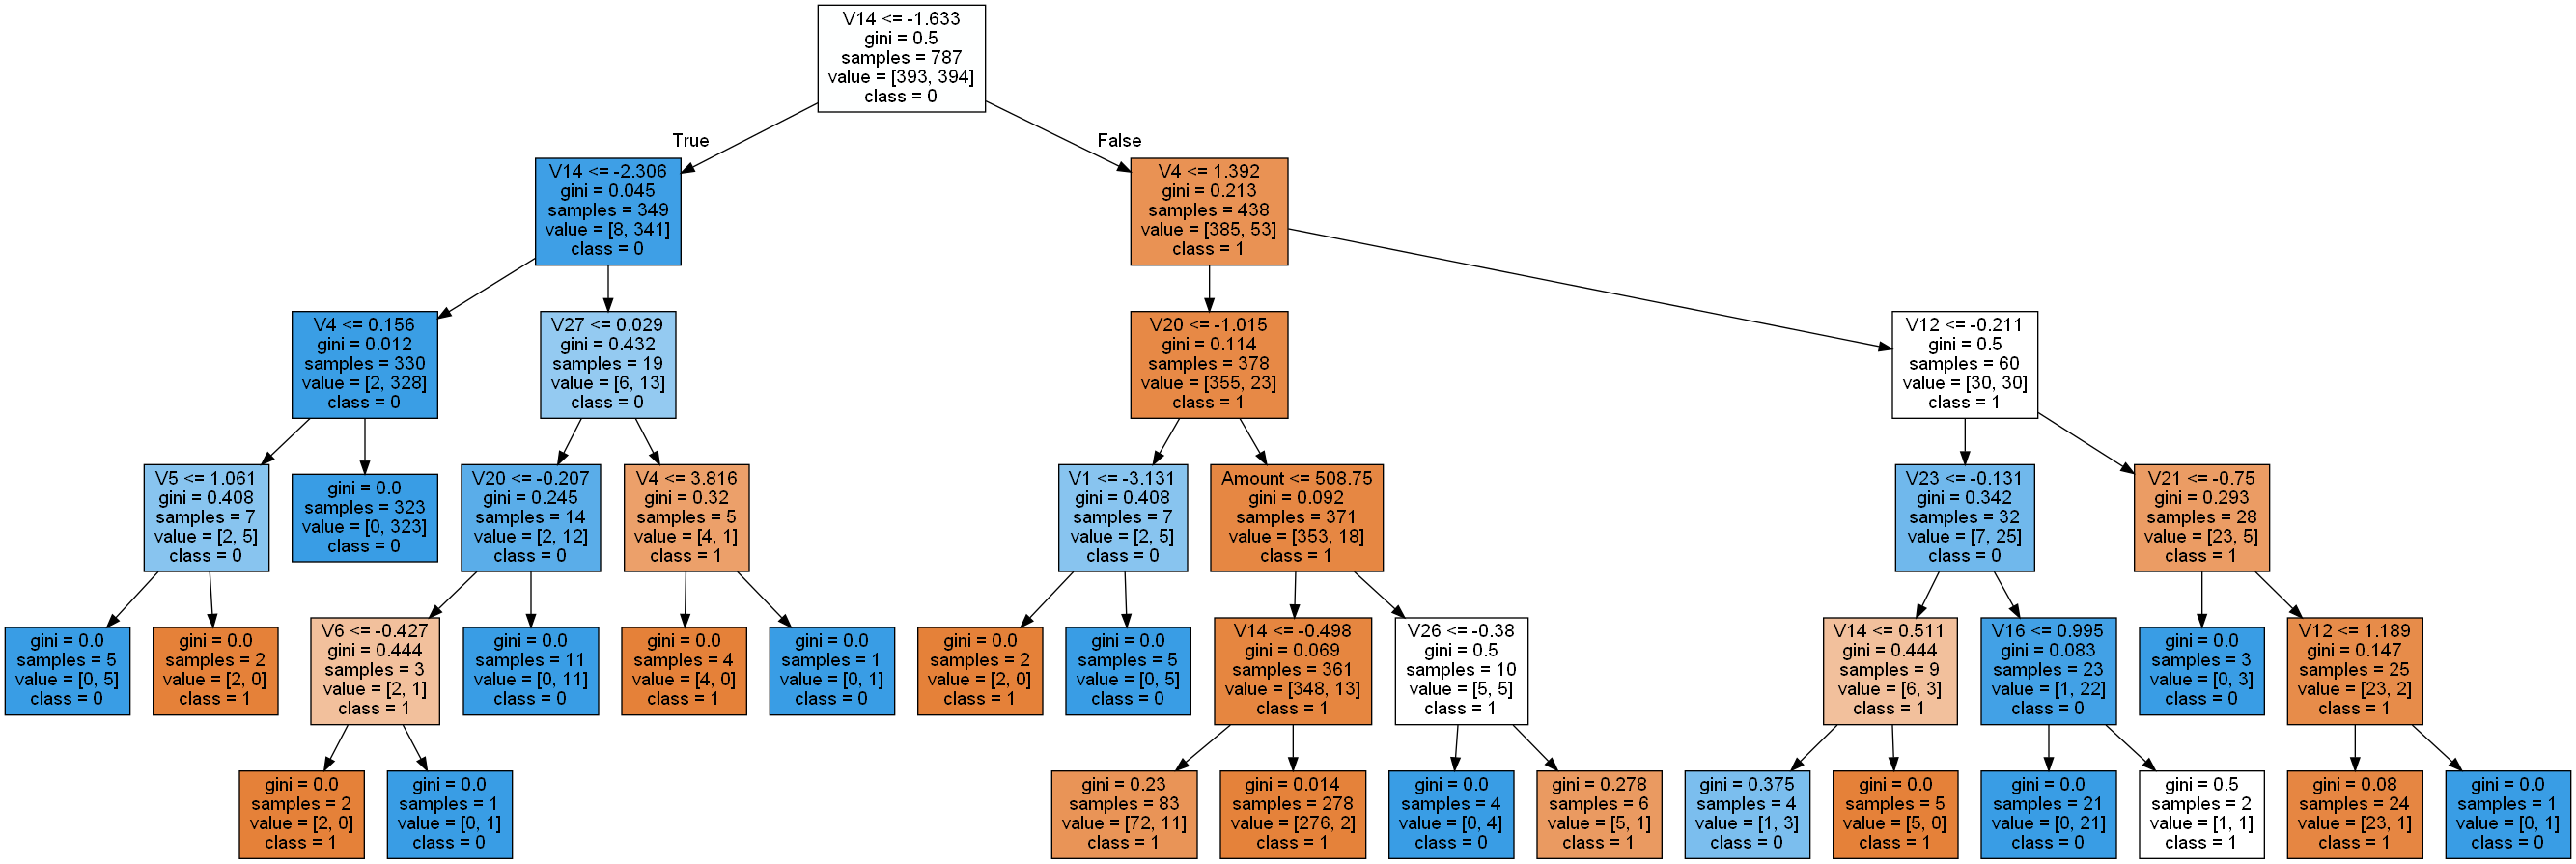 V14 <= -1.633
gini = 0.5
samples = 787
value = [393, 394]
class = 0
True
False
V14 <= -2.306
gini = 0.045
samples = 349
value = [8, 341]
class = 0
V4 <= 1.392
gini = 0.213
samples = 438
value = [385, 53]
class = 1
V4 <= 0.156
gini = 0.012
samples = 330
value = [2, 328]
class = 0
V27 <= 0.029
gini = 0.432
samples = 19
value = [6, 13]
class = 0
V20 <= -1.015
gini = 0.114
samples = 378
value = [355, 23]
class = 1
V12 <= -0.211
gini = 0.5
samples = 60
value = [30, 30]
class = 1
V5 <= 1.061
gini = 0.408
samples = 7
value = [2, 5]
class = 0
gini = 0.0
samples = 323
value = [0, 323]
class = 0
V20 <= -0.207
gini = 0.245
samples = 14
value = [2, 12]
class = 0
V4 <= 3.816
gini = 0.32
samples = 5
value = [4, 1]
class = 1
V1 <= -3.131
gini = 0.408
samples = 7
value = [2, 5]
class = 0
Amount <= 508.75
gini = 0.092
samples = 371
value = [353, 18]
class = 1
V23 <= -0.131
gini = 0.342
samples = 32
value = [7, 25]
class = 0
V21 <= -0.75
gini = 0.293
samples = 28
value = [23, 5]
class = 1
gini = 0.0
samples = 5
value = [0, 5]
class = 0
gini = 0.0
samples = 2
value = [2, 0]
class = 1
V6 <= -0.427
gini = 0.444
samples = 3
value = [2, 1]
class = 1
gini = 0.0
samples = 11
value = [0, 11]
class = 0
gini = 0.0
samples = 4
value = [4, 0]
class = 1
gini = 0.0
samples = 1
value = [0, 1]
class = 0
gini = 0.0
samples = 2
value = [2, 0]
class = 1
gini = 0.0
samples = 5
value = [0, 5]
class = 0
V14 <= -0.498
gini = 0.069
samples = 361
value = [348, 13]
class = 1
V26 <= -0.38
gini = 0.5
samples = 10
value = [5, 5]
class = 1
V14 <= 0.511
gini = 0.444
samples = 9
value = [6, 3]
class = 1
V16 <= 0.995
gini = 0.083
samples = 23
value = [1, 22]
class = 0
gini = 0.0
samples = 3
value = [0, 3]
class = 0
V12 <= 1.189
gini = 0.147
samples = 25
value = [23, 2]
class = 1
gini = 0.0
samples = 2
value = [2, 0]
class = 1
gini = 0.0
samples = 1
value = [0, 1]
class = 0
gini = 0.23
samples = 83
value = [72, 11]
class = 1
gini = 0.014
samples = 278
value = [276, 2]
class = 1
gini = 0.0
samples = 4
value = [0, 4]
class = 0
gini = 0.278
samples = 6
value = [5, 1]
class = 1
gini = 0.375
samples = 4
value = [1, 3]
class = 0
gini = 0.0
samples = 5
value = [5, 0]
class = 1
gini = 0.0
samples = 21
value = [0, 21]
class = 0
gini = 0.5
samples = 2
value = [1, 1]
class = 1
gini = 0.08
samples = 24
value = [23, 1]
class = 1
gini = 0.0
samples = 1
value = [0, 1]
class = 0